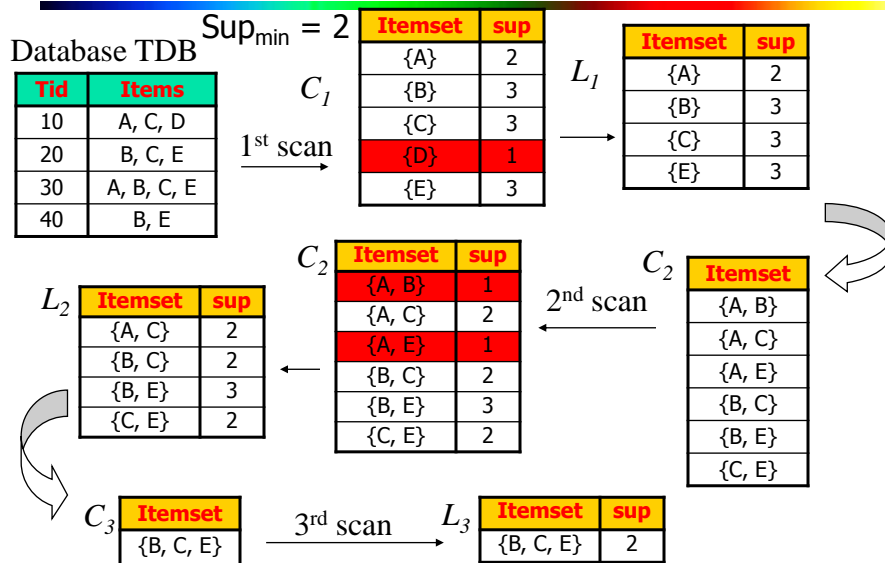 Sup_min = 2
Database TDB
Tid Items
10 A, C, D
20 B, C, E
30 A, B, C, E
40 B, E
1st scan
C1
Itemset sup
{A} 2
{B} 3
{C} 3
{D} 1
{E} 3
L1
Itemset sup
{A} 2
{B} 3
{C} 3
{E} 3
C2
Itemset
{A, B}
{A, C}
{A, E}
{B, C}
{B, E}
{C, E}
2nd scan
C2
Itemset sup
{A, B} 1
{A, C} 2
{A, E} 1
{B, C} 2
{B, E} 3
{C, E} 2
L2
Itemset sup
{A, C} 2
{B, C} 2
{B, E} 3
{C, E} 2
C3
Itemset
{B, C, E}
3rd scan
L3
Itemset sup
{B, C, E} 2